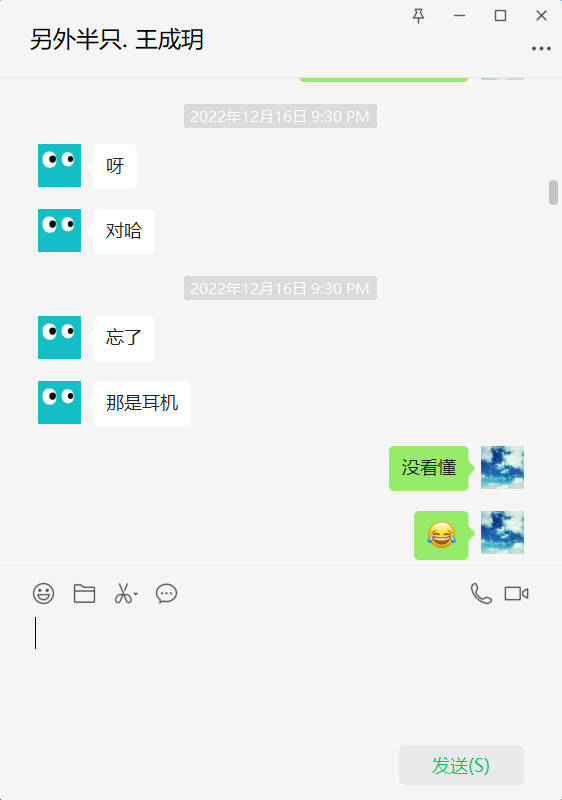 另外半只. 王成玥
2022年12月16日 9:30 PM
呀
对哈
2022年12月16日 9:30 PM
忘了
那是耳机
没看懂
😂
发送(S)